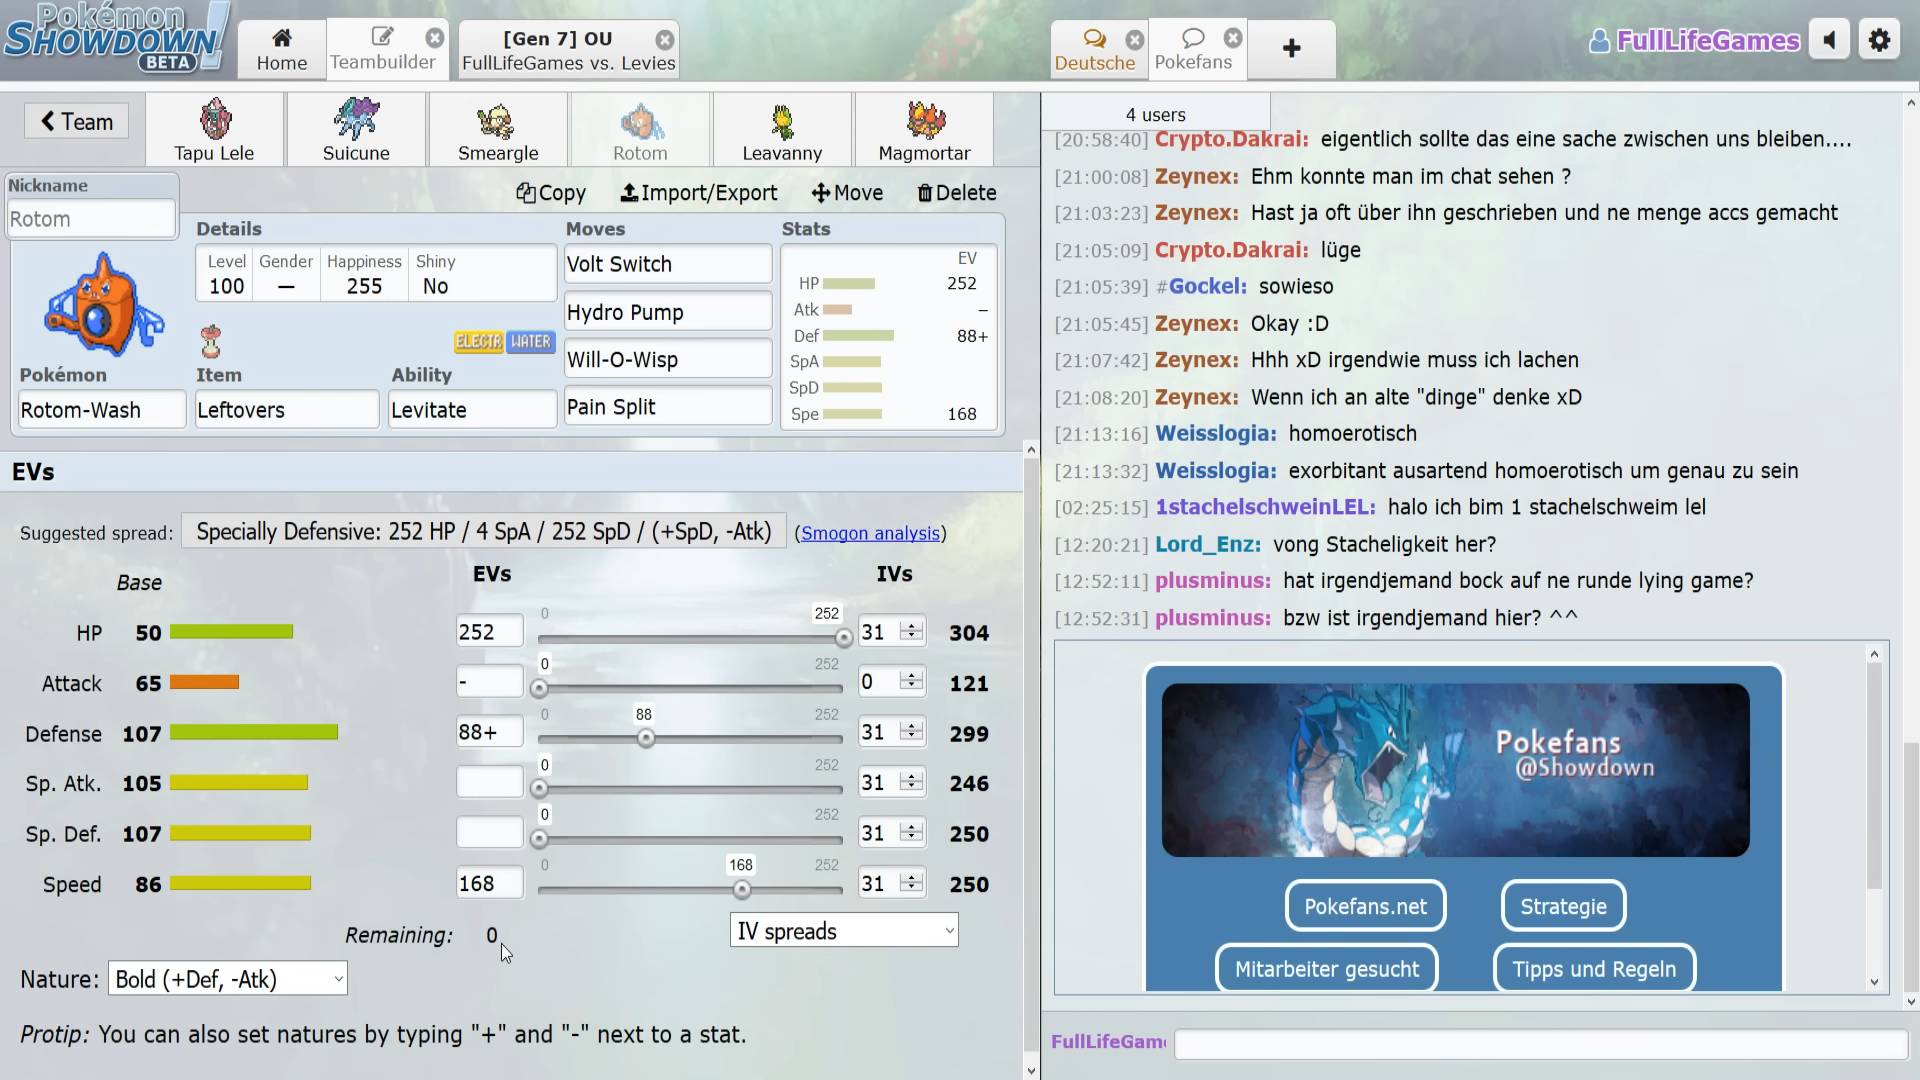 Pokémon
SHOWDOWN!
BETA
Home
Teambuilder
[Gen 7] OU
FullLifeGames vs. Levies
Deutsche
Pokefans
+
FullLifeGames
Team
Tapu Lele
Suicune
Smeargle
Rotom
Leavanny
Magmortar
Nickname
Rotom
Copy
Import/Export
Move
Delete
Details
Level
100
Gender
—
Happiness
255
Shiny
No
ELECTR WATER
Pokémon
Rotom-Wash
Item
Leftovers
Ability
Levitate
Moves
Volt Switch
Hydro Pump
Will-O-Wisp
Pain Split
Stats
EV
HP 252
Atk –
Def 88+
SpA
SpD
Spe 168
EVs
Suggested spread: Specially Defensive: 252 HP / 4 SpA / 252 SpD / (+SpD, -Atk) (Smogon analysis)
Base EVs IVs
HP 50 252 0 252 31 304
Attack 65 - 0 252 0 121
Defense 107 88+ 0 88 252 31 299
Sp. Atk. 105 0 252 31 246
Sp. Def. 107 0 252 31 250
Speed 86 168 0 168 252 31 250
Remaining: 0
IV spreads
Nature: Bold (+Def, -Atk)
Protip: You can also set natures by typing "+" and "-" next to a stat.
4 users
[20:58:40] Crypto.Dakrai: eigentlich sollte das eine sache zwischen uns bleiben....
[21:00:08] Zeynex: Ehm konnte man im chat sehen ?
[21:03:23] Zeynex: Hast ja oft über ihn geschrieben und ne menge accs gemacht
[21:05:09] Crypto.Dakrai: lüge
[21:05:39] #Gockel: sowieso
[21:05:45] Zeynex: Okay :D
[21:07:42] Zeynex: Hhh xD irgendwie muss ich lachen
[21:08:20] Zeynex: Wenn ich an alte "dinge" denke xD
[21:13:16] Weisslogia: homoerotisch
[21:13:32] Weisslogia: exorbitant ausartend homoerotisch um genau zu sein
[02:25:15] 1stachelschweinLEL: halo ich bim 1 stachelschweim lel
[12:20:21] Lord_Enz: vong Stacheligkeit her?
[12:52:11] plusminus: hat irgendjemand bock auf ne runde lying game?
[12:52:31] plusminus: bzw ist irgendjemand hier? ^^
Pokefans
@Showdown
Pokefans.net
Strategie
Mitarbeiter gesucht
Tipps und Regeln
FullLifeGam